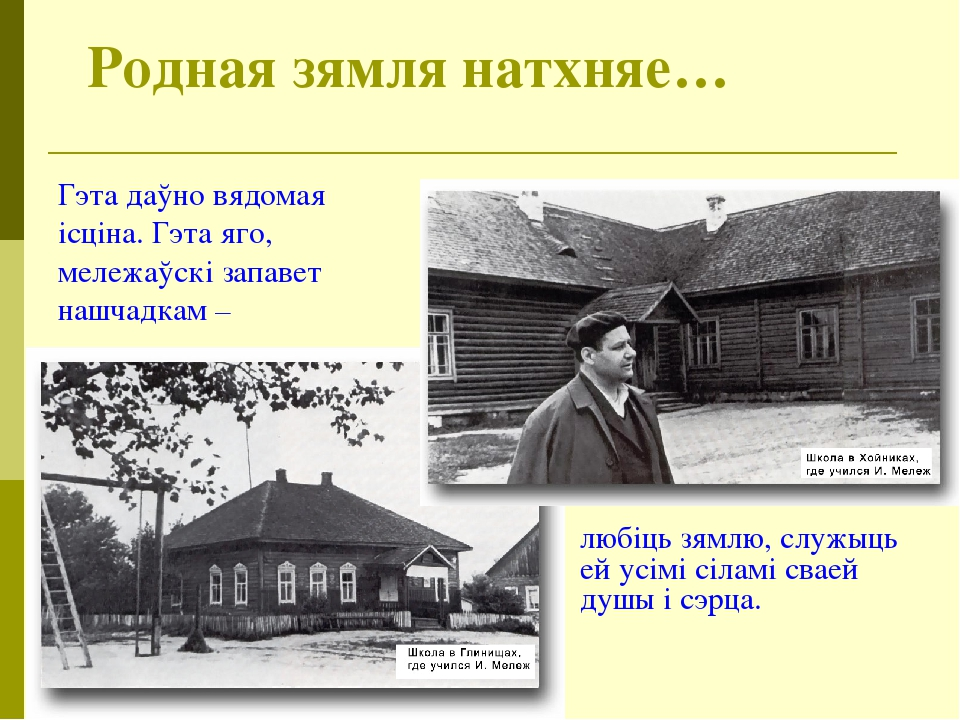 Родная зямля натхняе…
Гэта даўно вядомая
ісціна. Гэта яго,
мележаўскі запавет
нашчадкам –
Школа в Хойниках,
где учился И. Мележ
Школа в Глинищах,
где учился И. Мележ
любіць зямлю, служыць
ей усімі сіламі сваей
душы і сэрца.